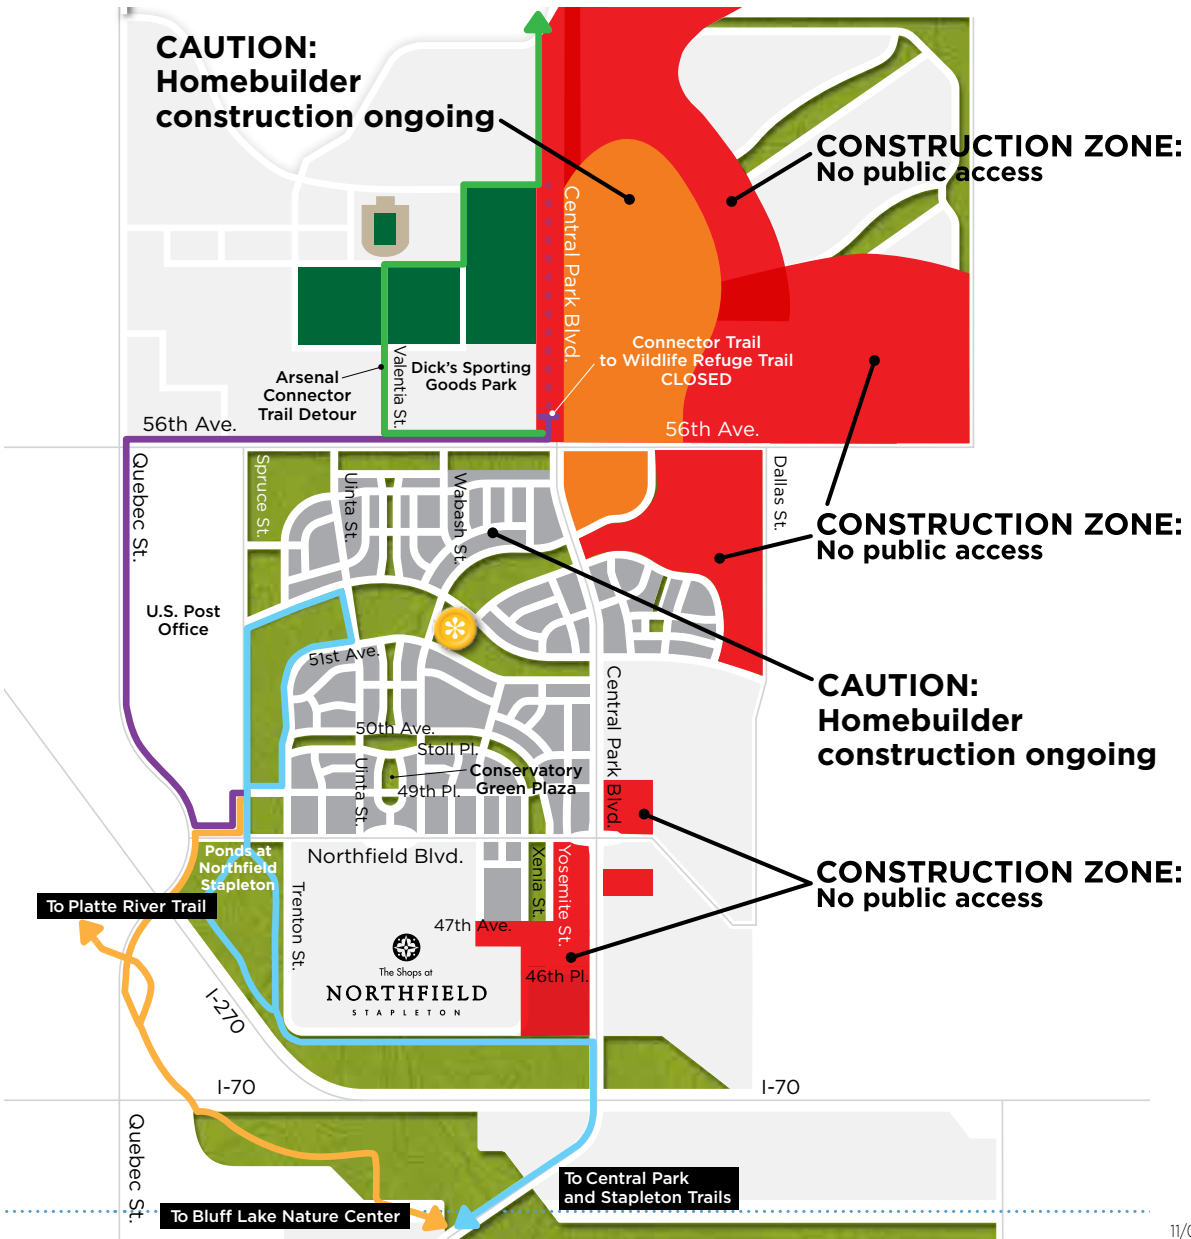 CAUTION:
Homebuilder
construction ongoing
CONSTRUCTION ZONE:
No public access
Central Park Blvd.
Connector Trail
to Wildlife Refuge Trail
CLOSED
Valentia St.
Dick's Sporting
Goods Park
Arsenal
Connector
Trail Detour
56th Ave.
56th Ave.
Quebec St.
Spruce St.
Uinta St.
Wabash St.
Dallas St.
CONSTRUCTION ZONE:
No public access
U.S. Post
Office
51st Ave.
Central Park Blvd.
CAUTION:
Homebuilder
construction ongoing
50th Ave.
Stoll Pl.
Uinta St.
Conservatory
Green Plaza
49th Pl.
Ponds at
Northfield
Stapleton
Northfield Blvd.
Xenia St.
Yosemite St.
CONSTRUCTION ZONE:
No public access
To Platte River Trail
Trenton St.
47th Ave.
46th Pl.
The Shops at
NORTHFIELD
STAPLETON
I-270
I-70
I-70
Quebec St.
To Central Park
and Stapleton Trails
To Bluff Lake Nature Center